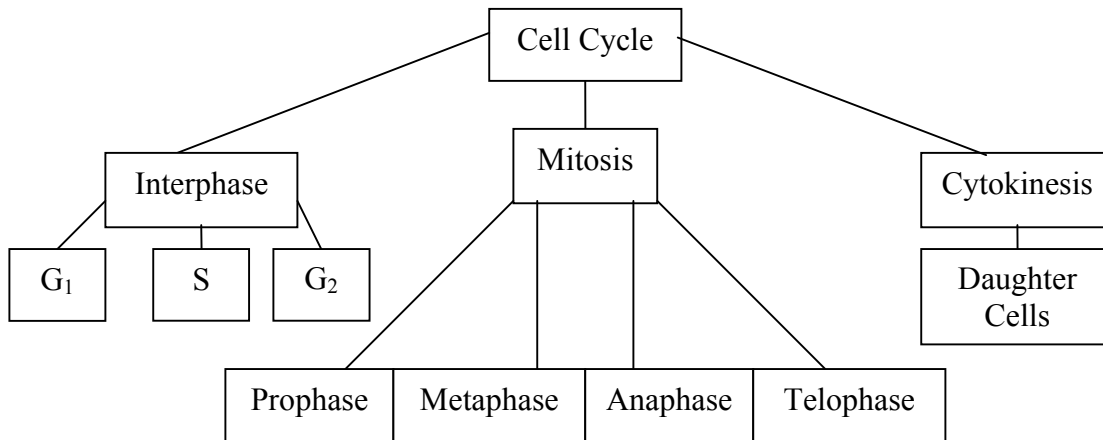 Cell Cycle
Interphase
Mitosis
Cytokinesis
G₁
S
G₂
Daughter
Cells
Prophase
Metaphase
Anaphase
Telophase